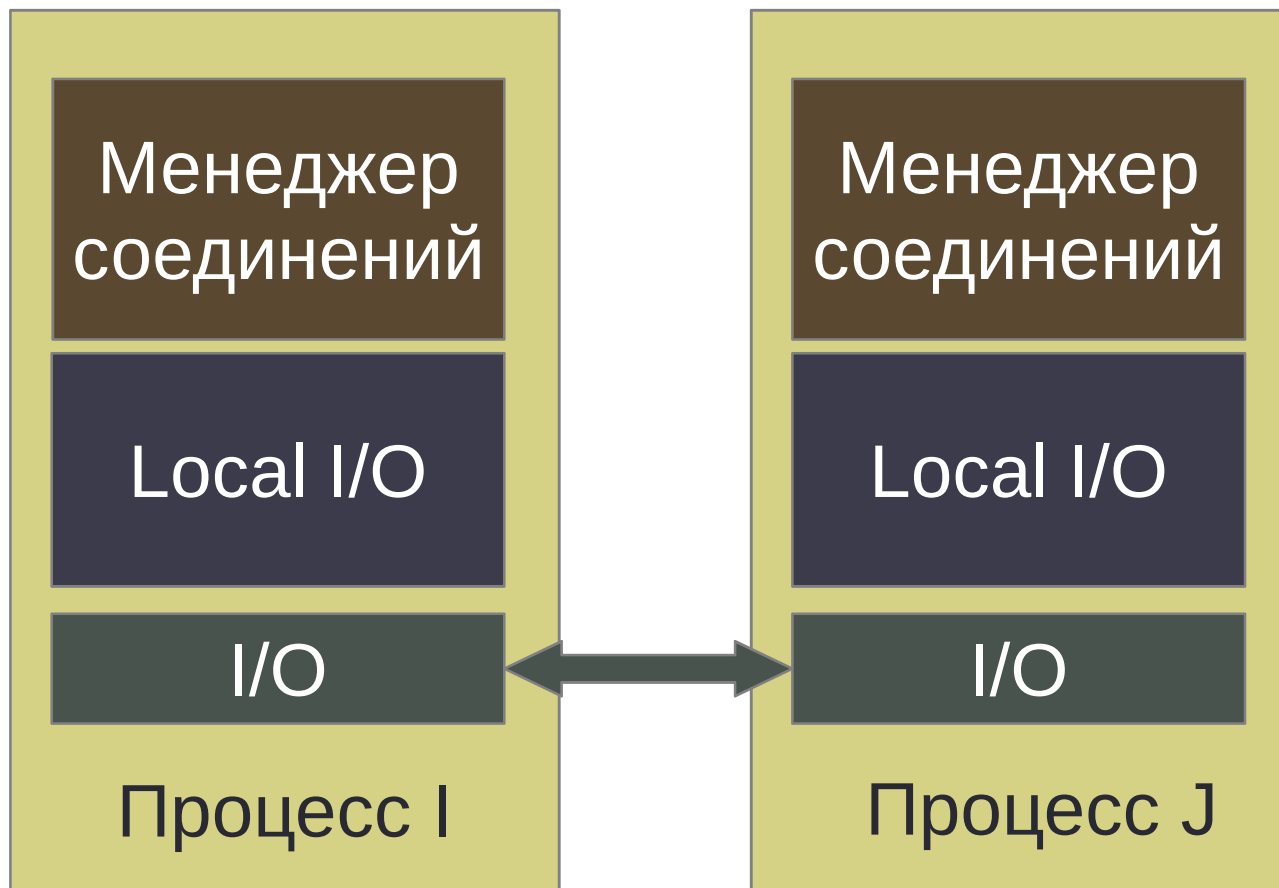 Менеджер
соединений
Local I/O
I/O
Процесс I
Менеджер
соединений
Local I/O
I/O
Процесс J